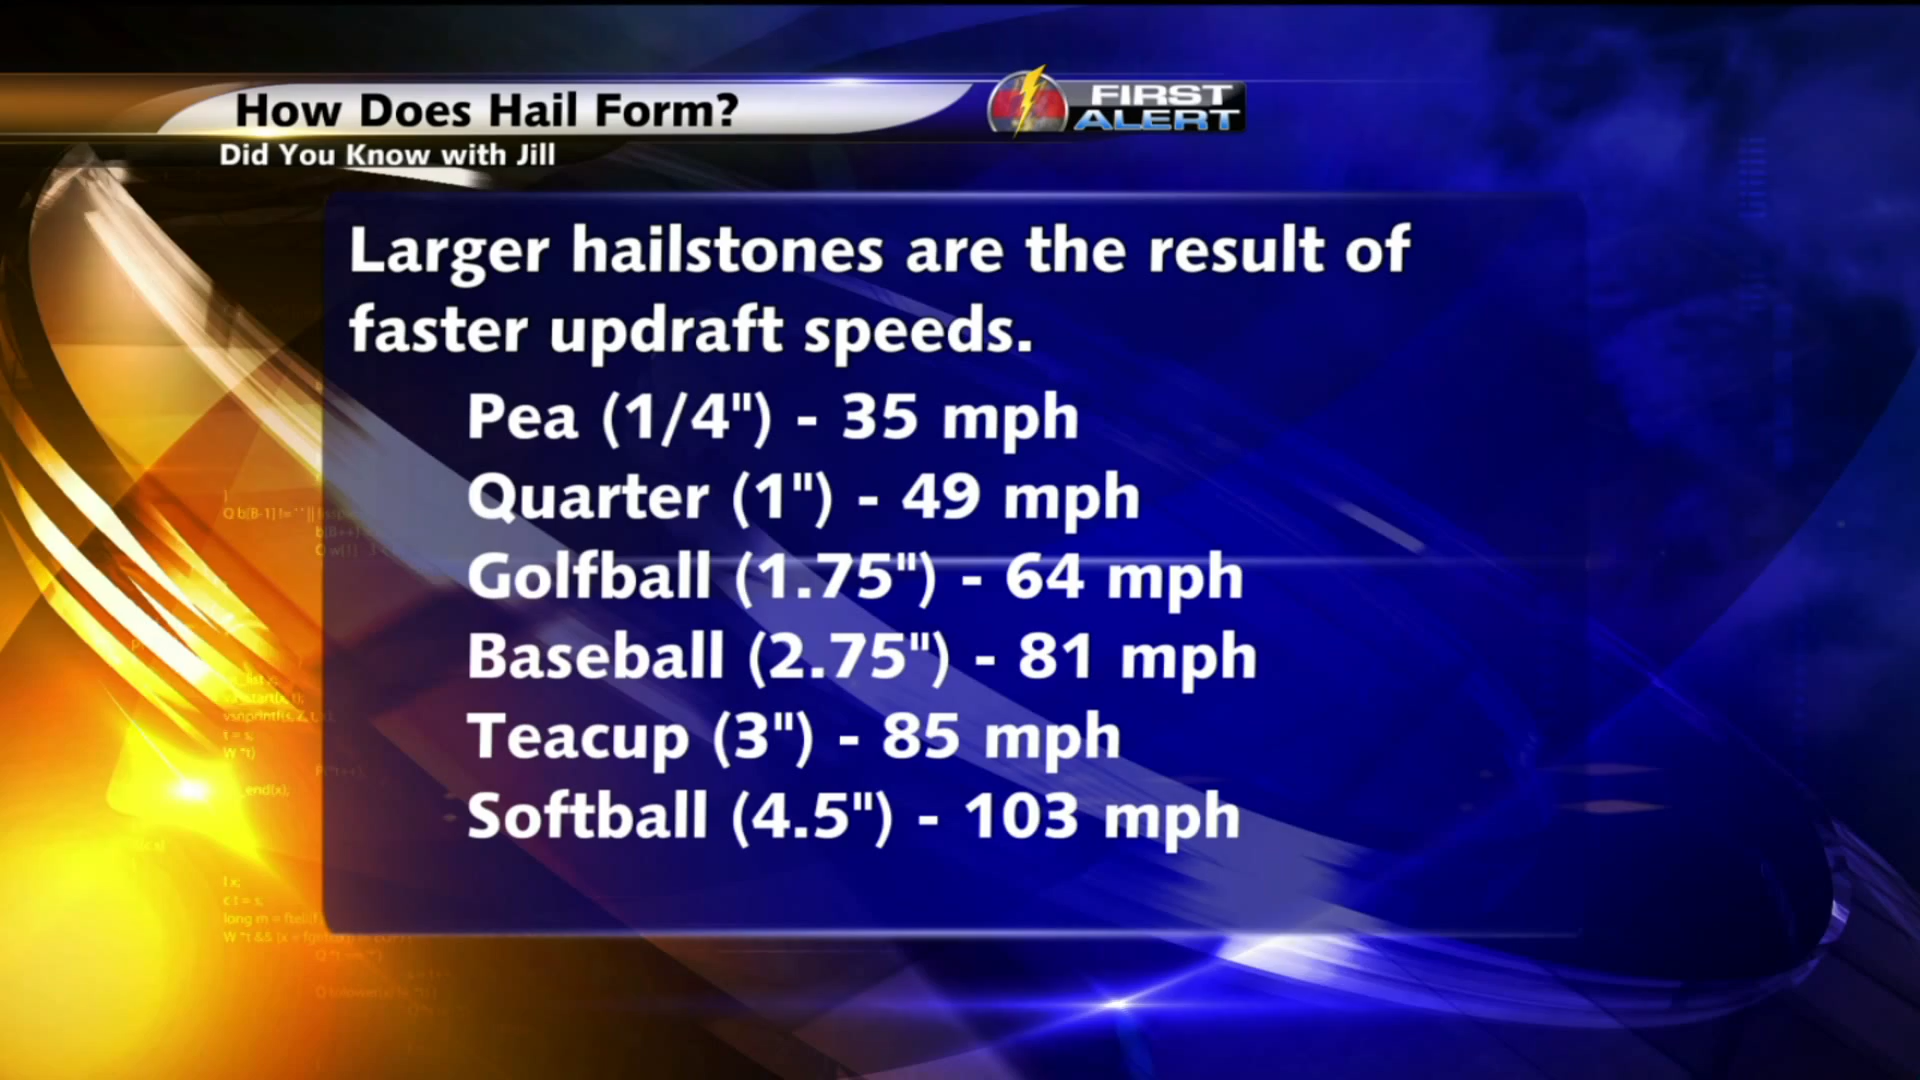 How Does Hail Form?
FIRST
ALERT
Did You Know with Jill
Larger hailstones are the result of
faster updraft speeds.
Pea (1/4") - 35 mph
Quarter (1") - 49 mph
Golfball (1.75") - 64 mph
Baseball (2.75") - 81 mph
Teacup (3") - 85 mph
Softball (4.5") - 103 mph